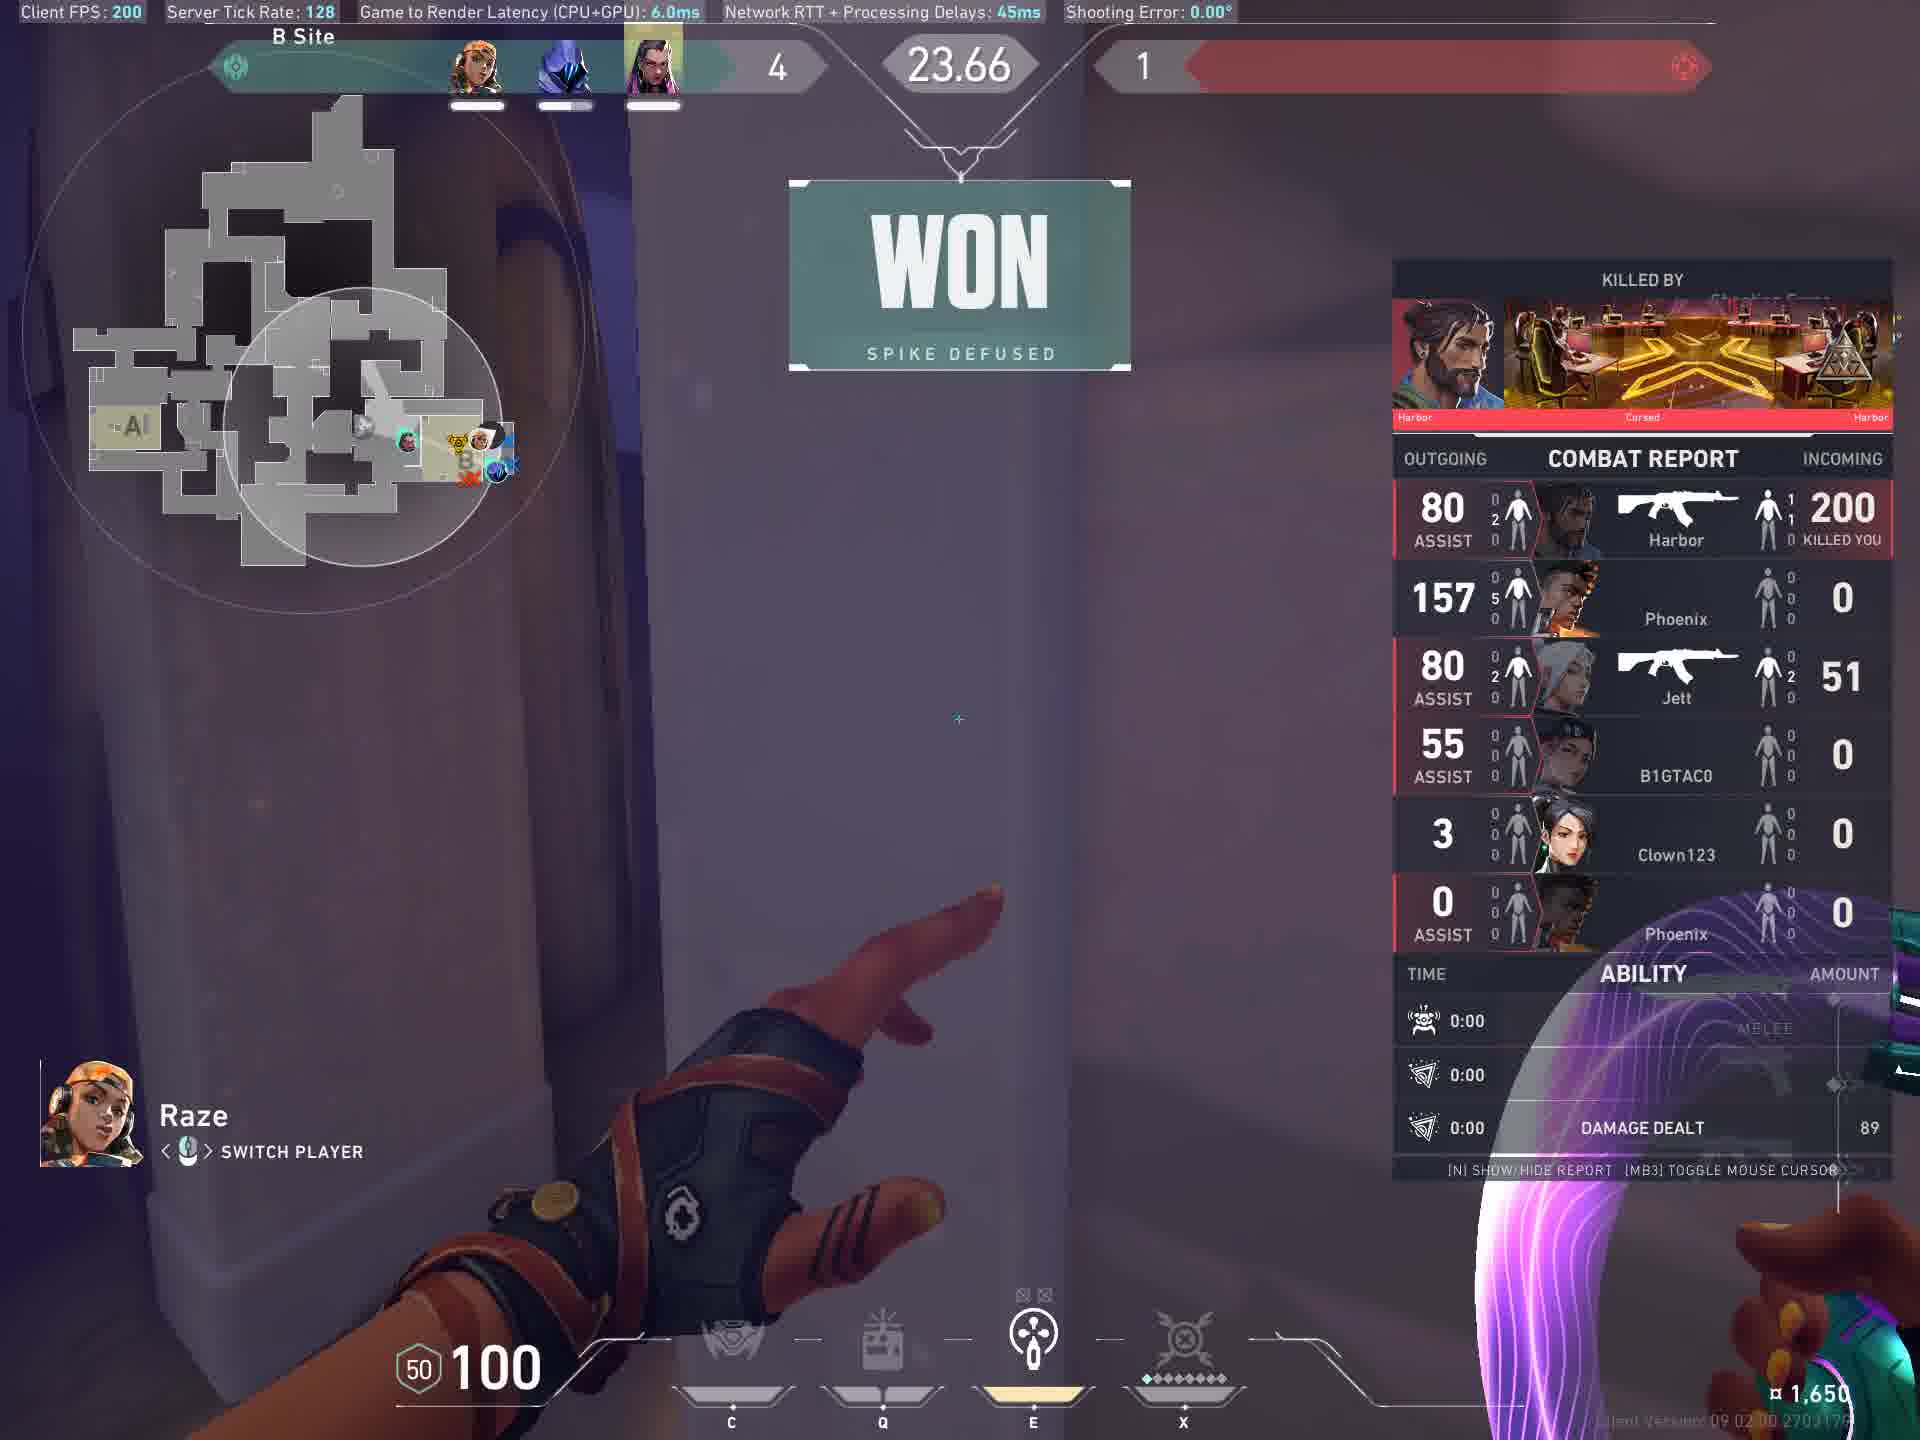 Client FPS: 200 Server Tick Rate: 128 Game to Render Latency (CPU+GPU): 6.0ms Network RTT + Processing Delays: 45ms Shooting Error: 0.00°
B Site
4 23.66 1
WON
SPIKE DEFUSED
A
B
KILLED BY
Harbor Cursed Harbor
OUTGOING COMBAT REPORT INCOMING
80 0 2 0 1 1 0 200
ASSIST Harbor KILLED YOU
157 0 5 0 0 0 0 0
Phoenix
80 0 2 0 0 2 0 51
ASSIST Jett
55 0 0 0 0 0 0 0
ASSIST B1GTAC0
3 0 0 0 0 0 0 0
Clown123
0 0 0 0 0 0 0 0
ASSIST Phoenix
TIME ABILITY AMOUNT
0:00
MELEE
0:00
0:00 DAMAGE DEALT 89
[N] SHOW/HIDE REPORT [MB3] TOGGLE MOUSE CURSOR
Raze
< > SWITCH PLAYER
50 100
C Q E X
¤ 1,650